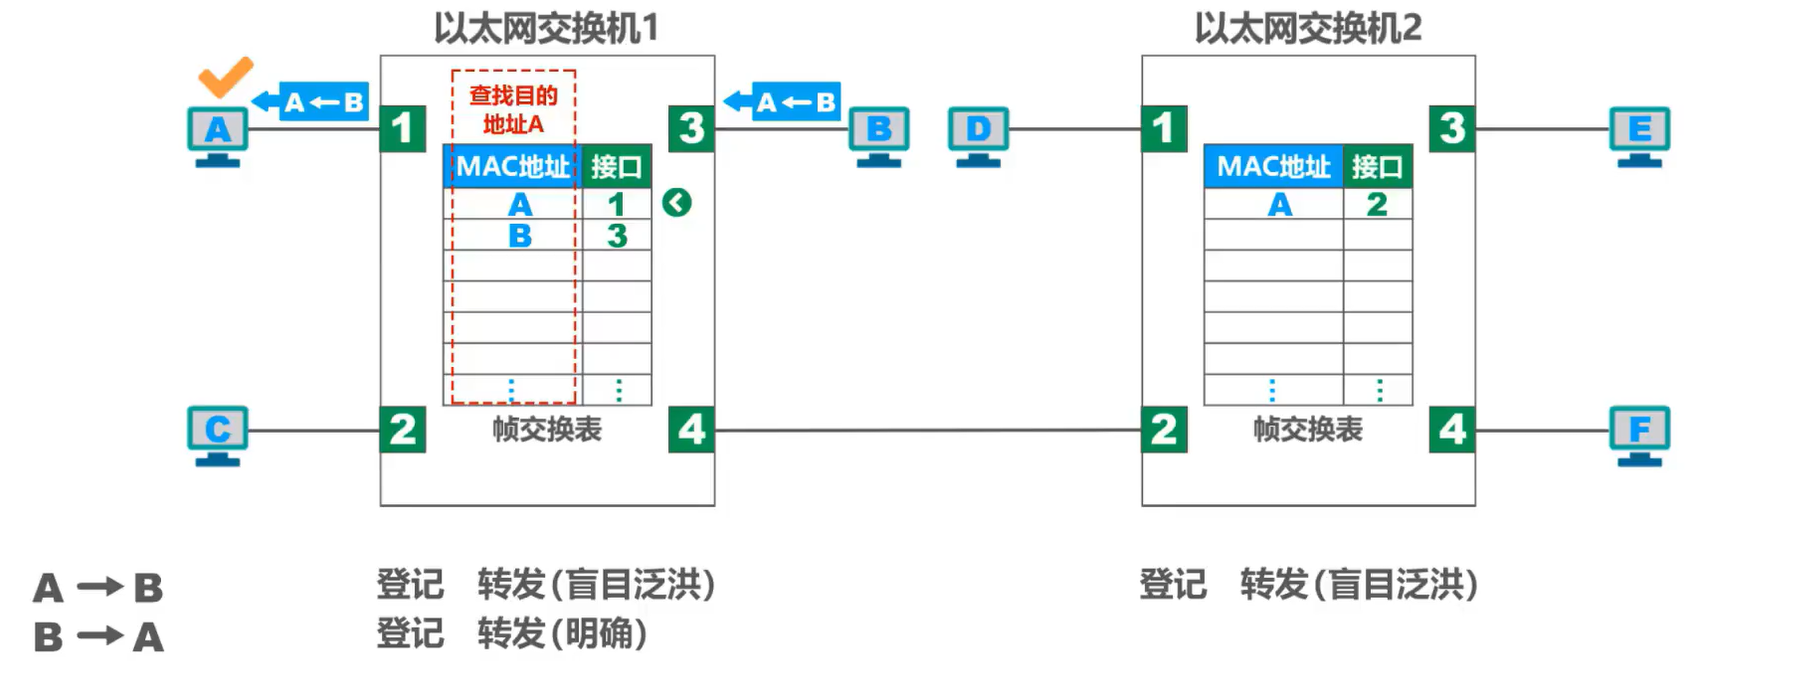 以太网交换机1
以太网交换机2
A←B
查找目的
地址A
A←B
A
1
3
B
D
1
3
E
MAC地址 接口
A 1
B 3
⋮ ⋮
MAC地址 接口
A 2
⋮ ⋮
C
2
帧交换表
4
2
帧交换表
4
F
A→B 登记 转发(盲目泛洪) 登记 转发(盲目泛洪)
B→A 登记 转发(明确)